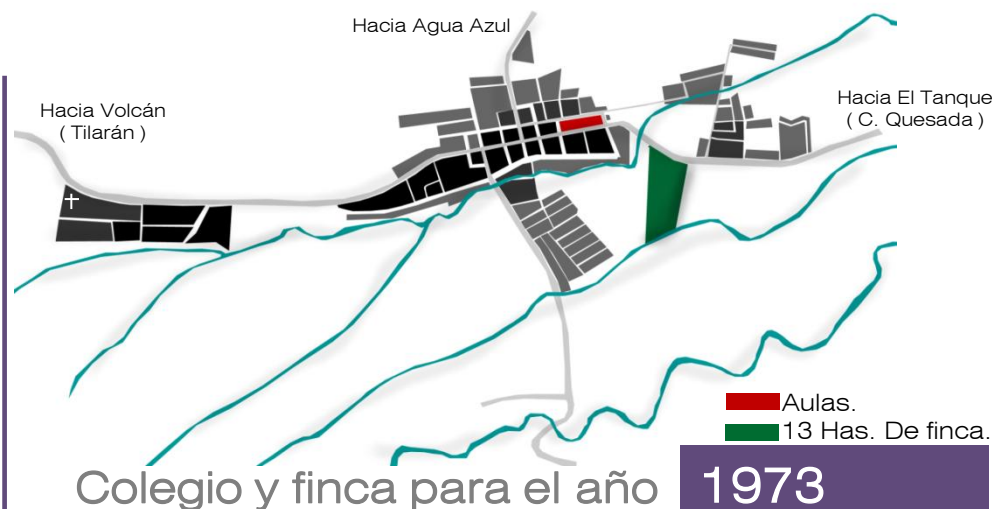 Hacia Agua Azul
Hacia Volcán
( Tilarán )
Hacia El Tanque
( C. Quesada )
Aulas.
13 Has. De finca.
Colegio y finca para el año 1973